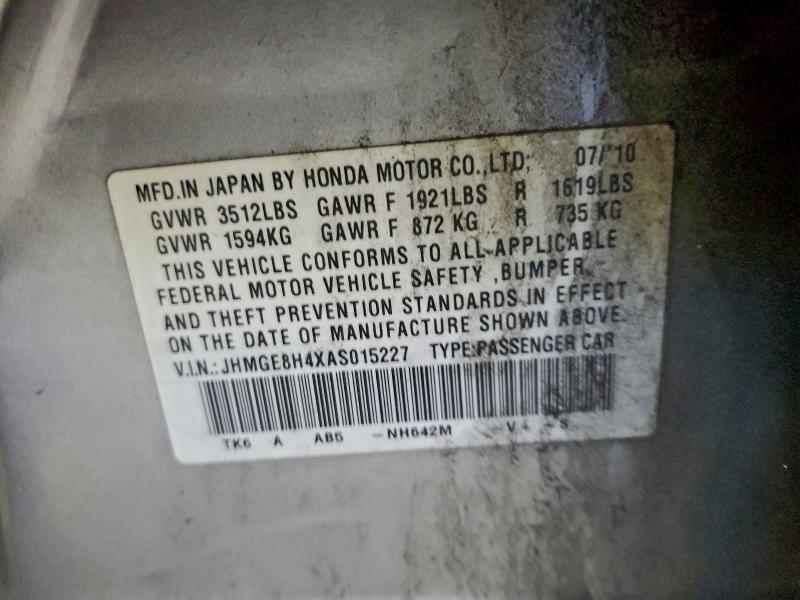 MFD.IN JAPAN BY HONDA MOTOR CO.,LTD; 07/'10
GVWR 3512LBS GAWR F 1921LBS R 1619LBS
GVWR 1594KG GAWR F 872 KG R 735 KG
THIS VEHICLE CONFORMS TO ALL APPLICABLE
FEDERAL MOTOR VEHICLE SAFETY ,BUMPER,
AND THEFT PREVENTION STANDARDS IN EFFECT
ON THE DATE OF MANUFACTURE SHOWN ABOVE.
V.I.N.: JHMGE8H4XAS015227 TYPE:PASSENGER CAR
TK6 A AB5 -NH642M -V -S